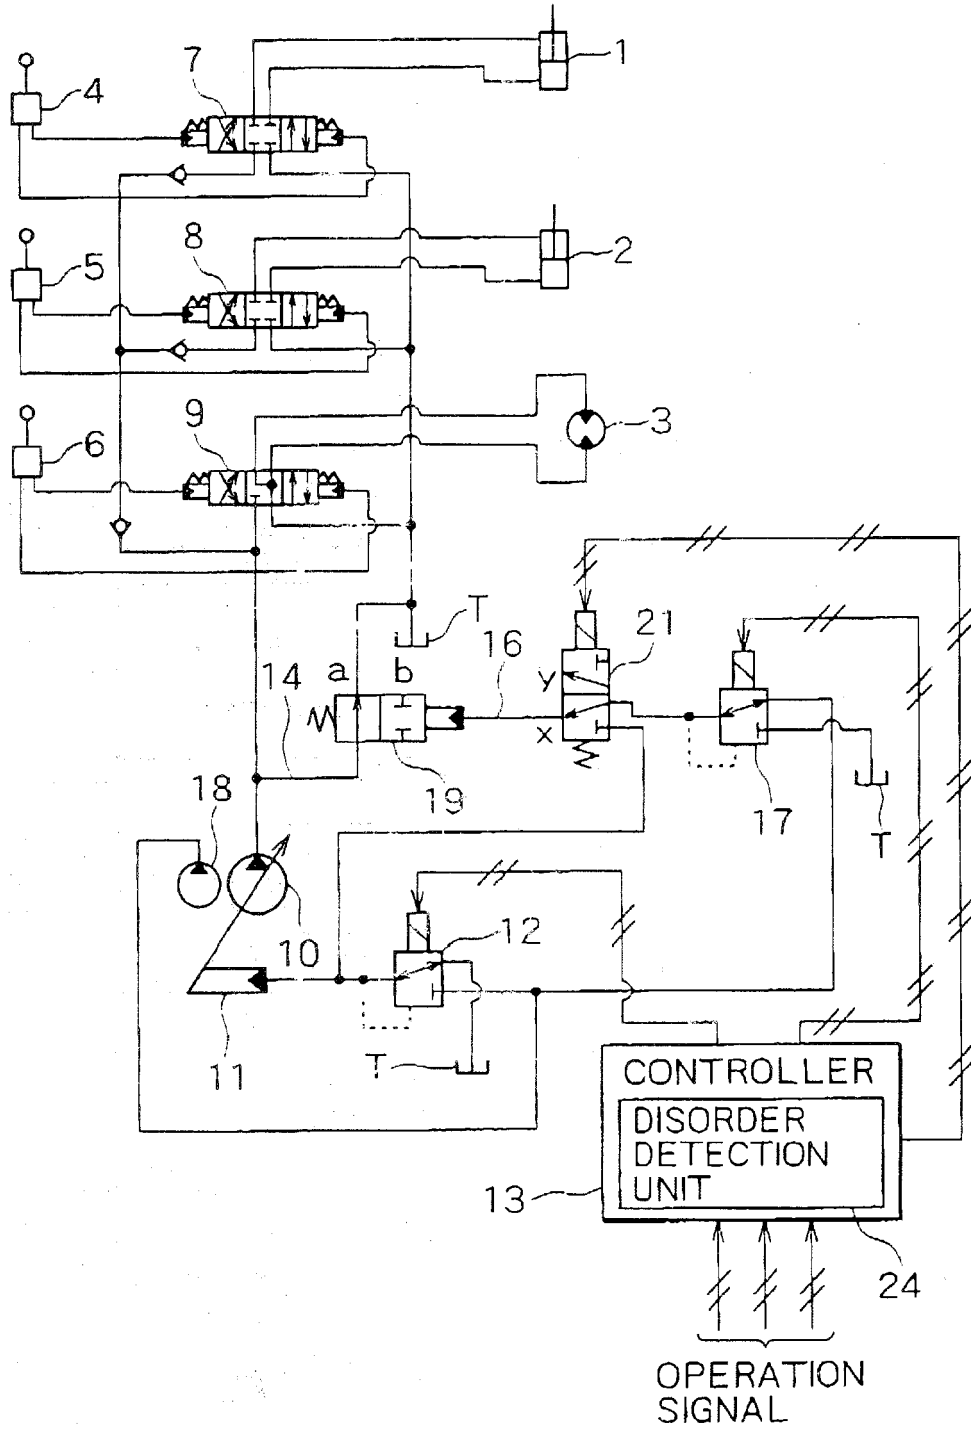 1
7
4
8
2
5
9
3
6
T
16
21
a
b
14
y
x
19
17
18
T
10
12
11
T
CONTROLLER
DISORDER
DETECTION
UNIT
13
24
OPERATION
SIGNAL